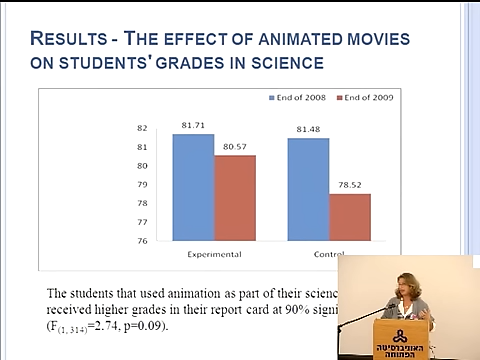 RESULTS - THE EFFECT OF ANIMATED MOVIES
ON STUDENTS' GRADES IN SCIENCE
End of 2008 End of 2009
82
81
80
79
78
77
76
81.71
80.57
81.48
78.52
Experimental Control
The students that used animation as part of their science
received higher grades in their report card at 90% signi
(F(1, 314)=2.74, p=0.09).
האוניברסיטה
הפתוחה